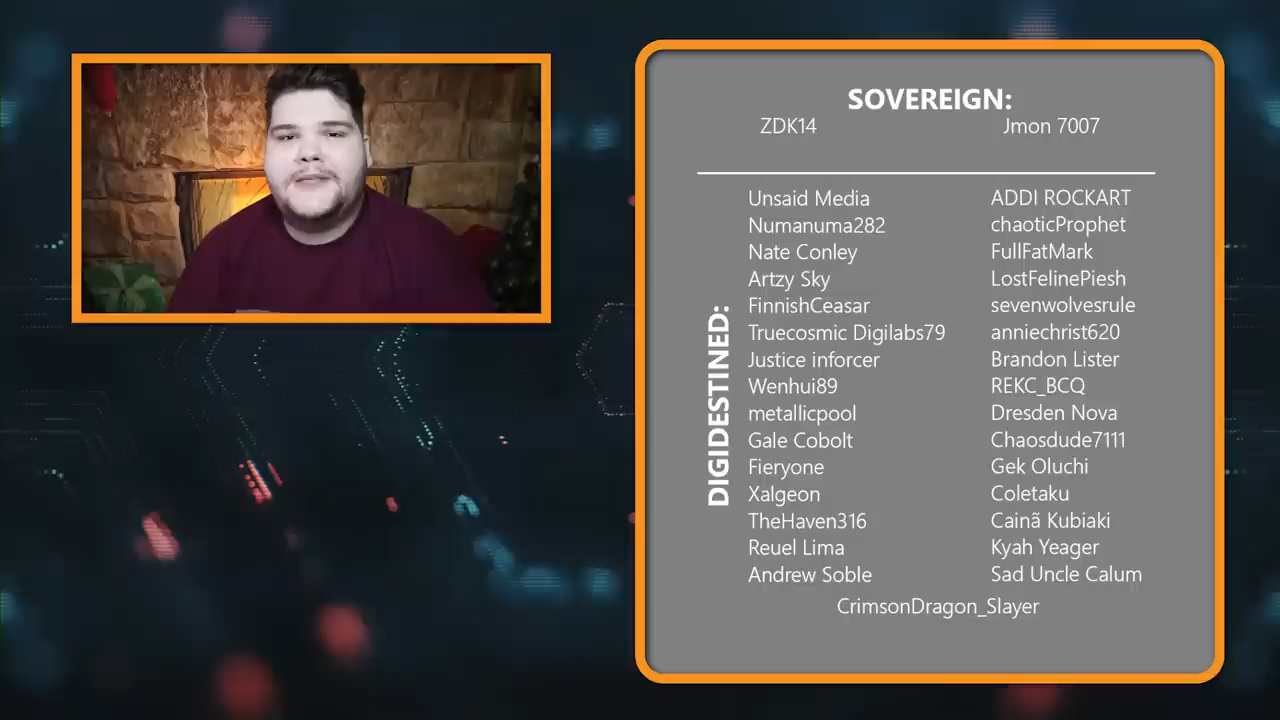 SOVEREIGN:
ZDK14 Jmon 7007
DIGIDESTINED:
Unsaid Media ADDI ROCKART
Numanuma282 chaoticProphet
Nate Conley FullFatMark
Artzy Sky LostFelinePiesh
FinnishCeasar sevenwolvesrule
Truecosmic Digilabs79 anniechrist620
Justice inforcer Brandon Lister
Wenhui89 REKC_BCQ
metallicpool Dresden Nova
Gale Cobolt Chaosdude7111
Fieryone Gek Oluchi
Xalgeon Coletaku
TheHaven316 Cainã Kubiaki
Reuel Lima Kyah Yeager
Andrew Soble Sad Uncle Calum
CrimsonDragon_Slayer